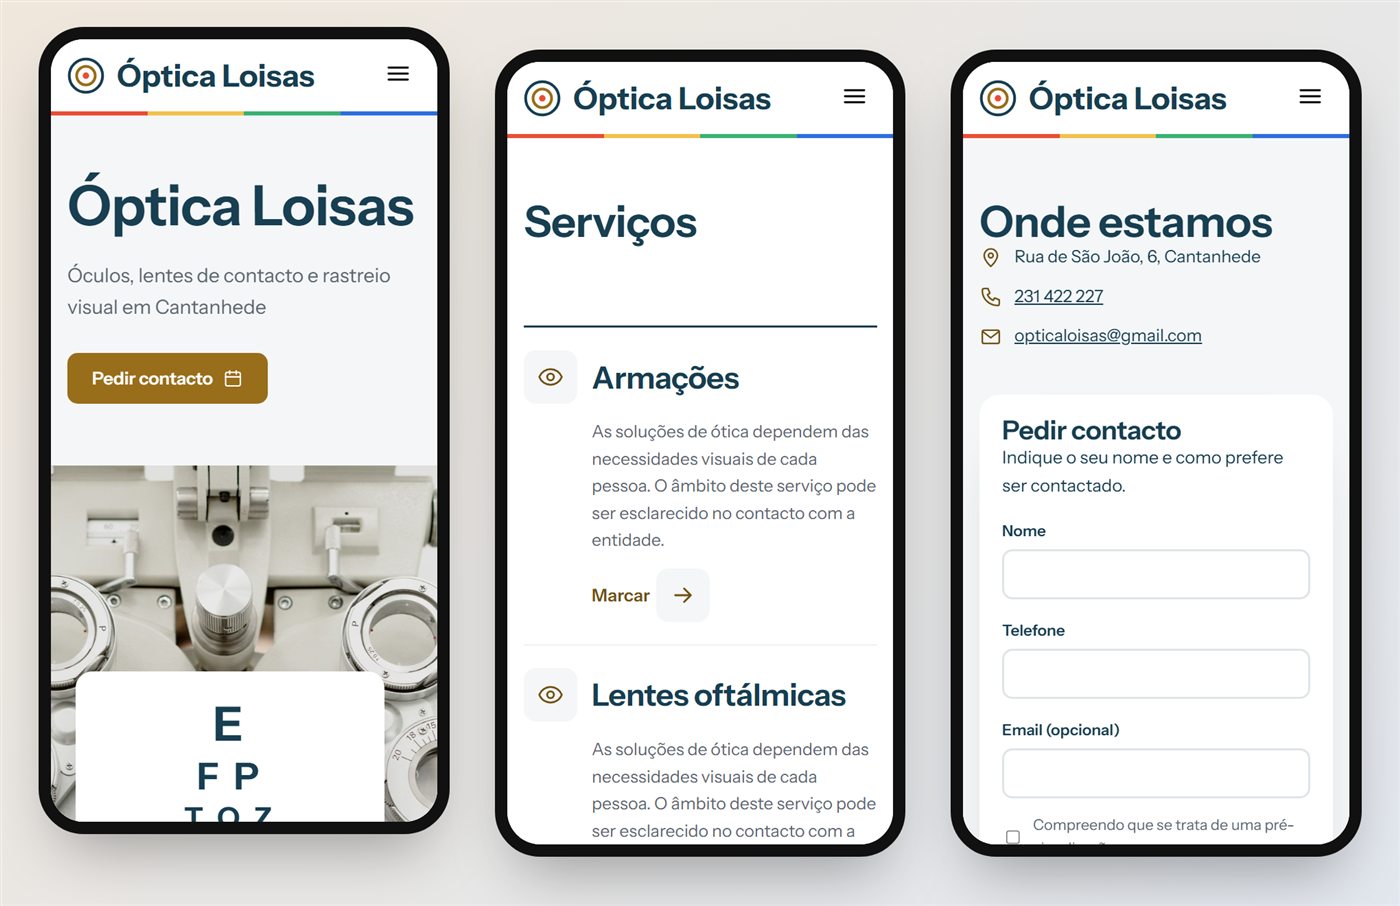 Óptica Loisas
Óptica Loisas
Óculos, lentes de contacto e rastreio
visual em Cantanhede
Pedir contacto
E
F P
T O Z
Óptica Loisas
Serviços
Armações
As soluções de ótica dependem das
necessidades visuais de cada
pessoa. O âmbito deste serviço pode
ser esclarecido no contacto com a
entidade.
Marcar
Lentes oftálmicas
As soluções de ótica dependem das
necessidades visuais de cada
pessoa. O âmbito deste serviço pode
ser esclarecido no contacto com a
Óptica Loisas
Onde estamos
Rua de São João, 6, Cantanhede
231 422 227
opticaloisas@gmail.com
Pedir contacto
Indique o seu nome e como prefere
ser contactado.
Nome
Telefone
Email (opcional)
Compreendo que se trata de uma pré-